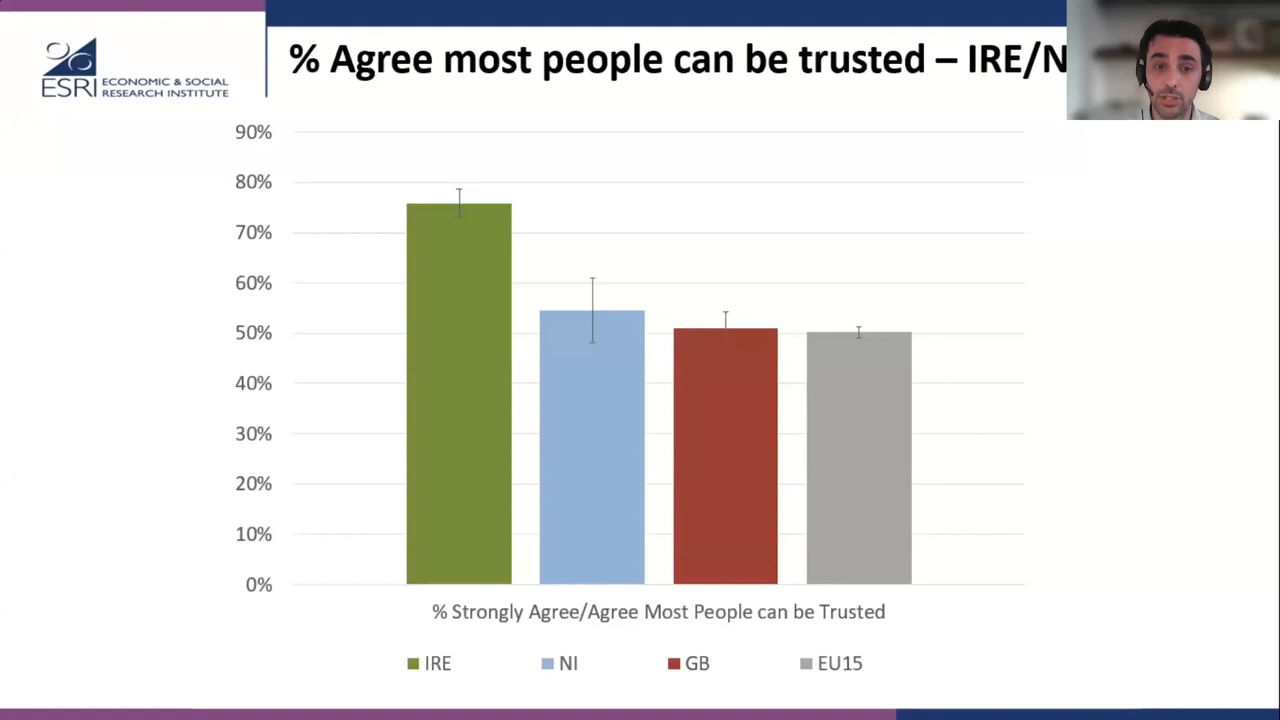 ESRI ECONOMIC & SOCIAL
RESEARCH INSTITUTE
% Agree most people can be trusted – IRE/N
90%
80%
70%
60%
50%
40%
30%
20%
10%
0%
% Strongly Agree/Agree Most People can be Trusted
IRE NI GB EU15